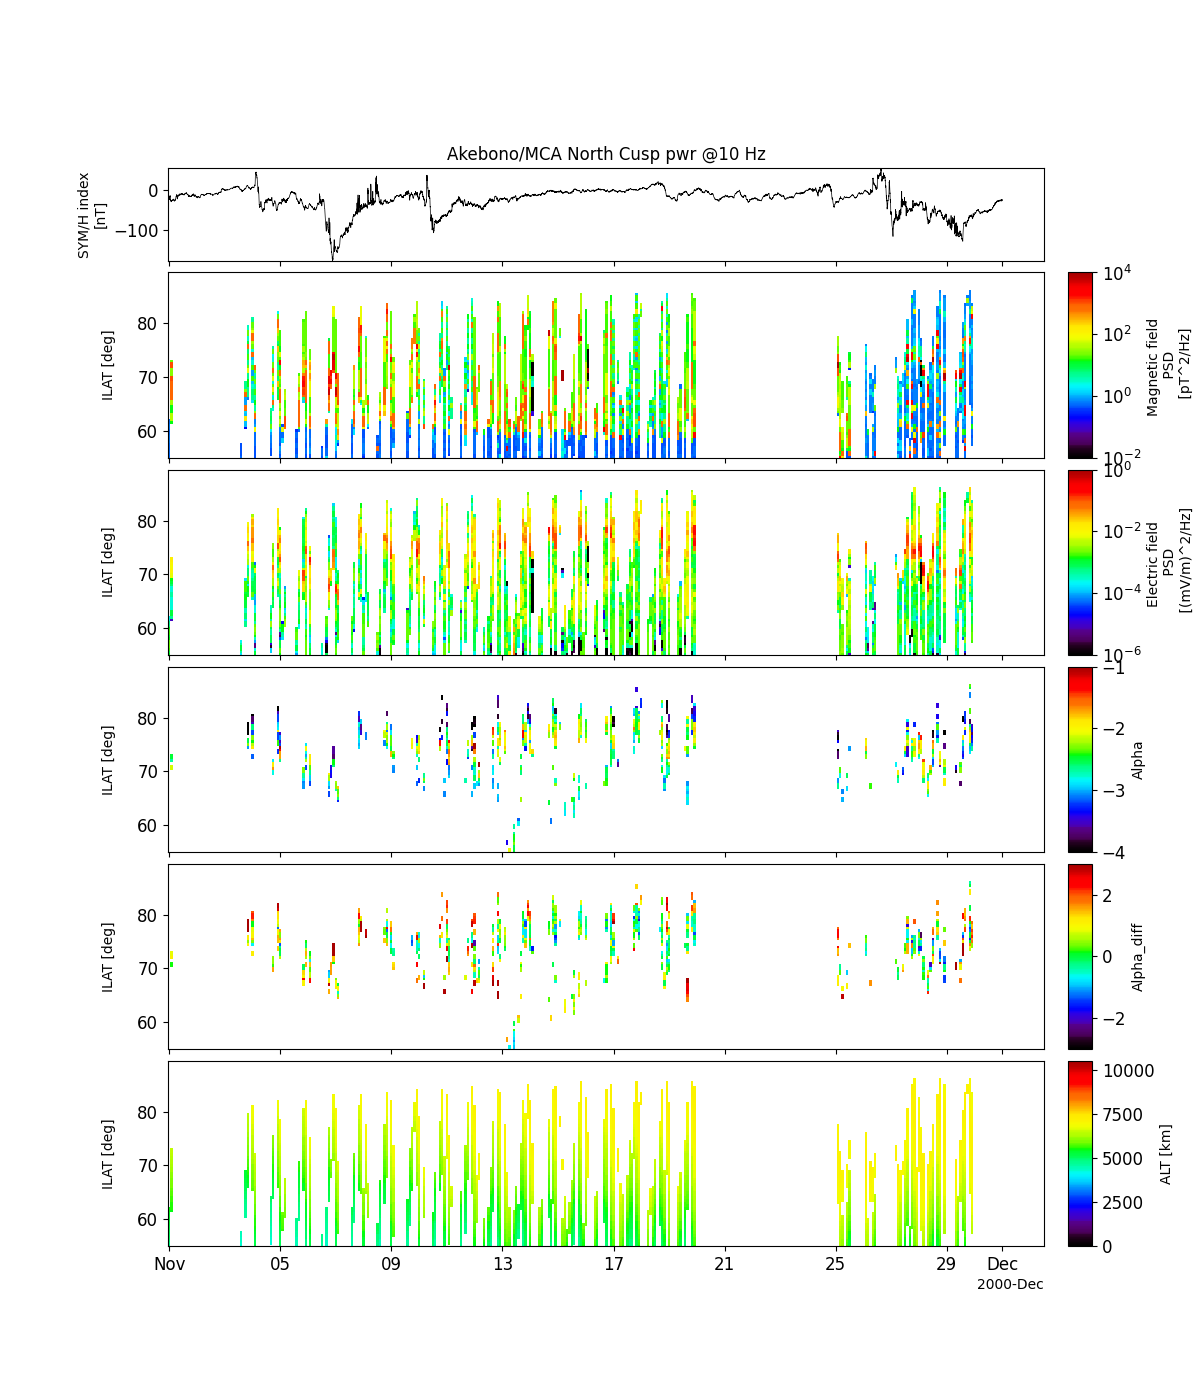 Akebono/MCA North Cusp pwr @10 Hz
SYM/H index
[nT]
0
−100
ILAT [deg]
80
70
60
10^4
10^2
10^0
10^−2
Magnetic field
PSD
[pT^2/Hz]
ILAT [deg]
80
70
60
10^0
10^−2
10^−4
10^−6
Electric field
PSD
[(mV/m)^2/Hz]
ILAT [deg]
80
70
60
−1
−2
−3
−4
Alpha
ILAT [deg]
80
70
60
2
0
−2
Alpha_diff
ILAT [deg]
80
70
60
10000
7500
5000
2500
0
ALT [km]
Nov 05 09 13 17 21 25 29 Dec
2000-Dec